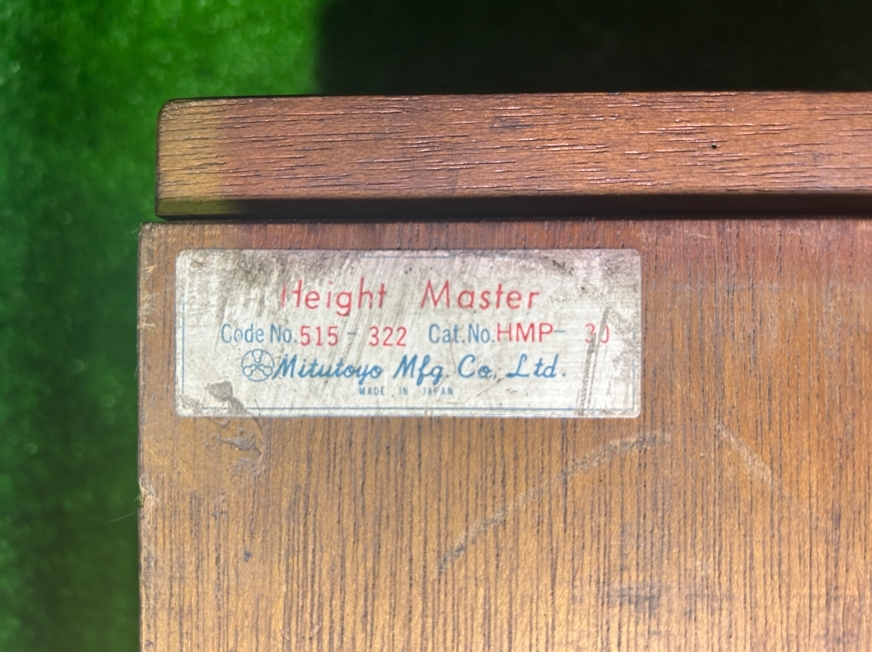 Height Master
Code No. 515-322 Cat. No. HMP-30
Mitutoyo Mfg. Co., Ltd.
MADE IN JAPAN